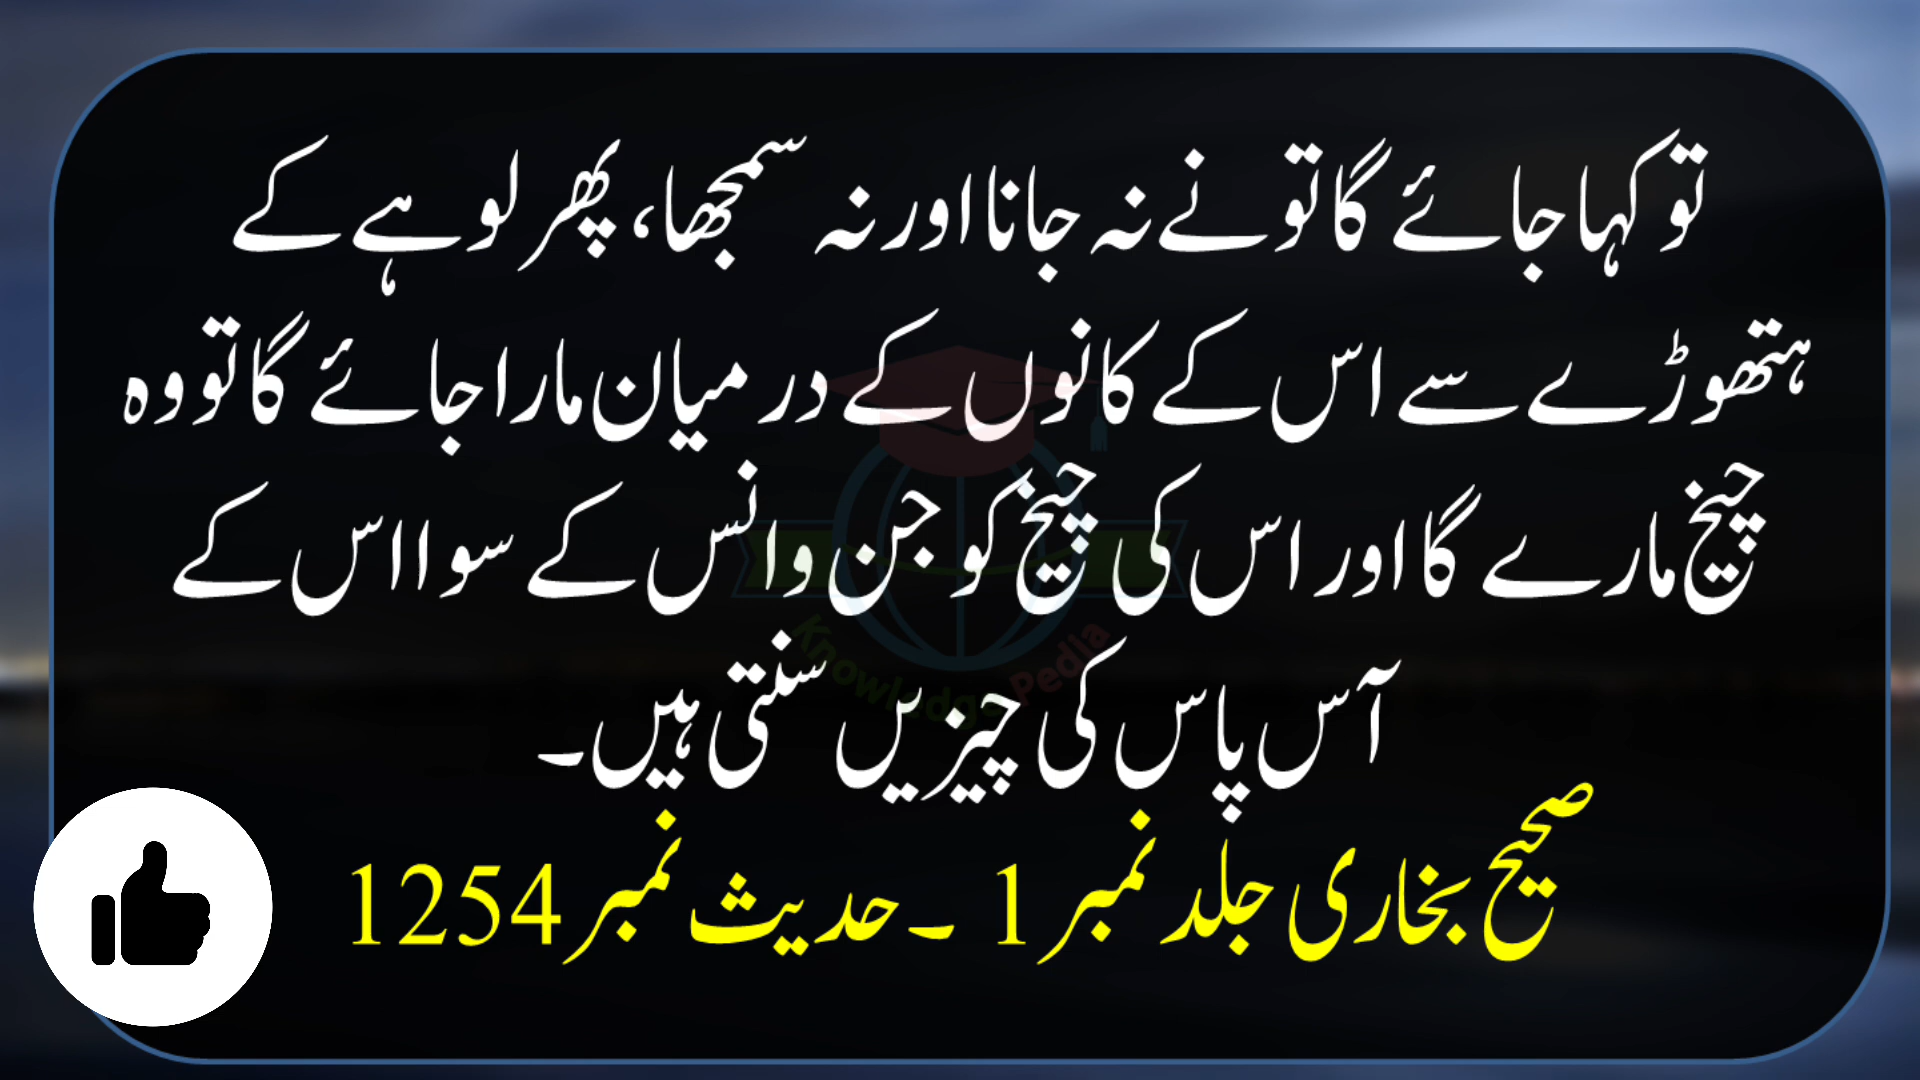 تو کہا جائے گا تو نے نہ جانا اور نہ سمجھا، پھر لوہے کے
ہتھوڑے سے اس کے کانوں کے درمیان مارا جائے گا تو وہ
چیخ مارے گا اور اس کی چیخ کو جن وانس کے سوا اس کے
آس پاس کی چیزیں سنتی ہیں۔
Knowledge Pedia
صحیح بخاری جلد نمبر 1 ۔ حدیث نمبر 1254